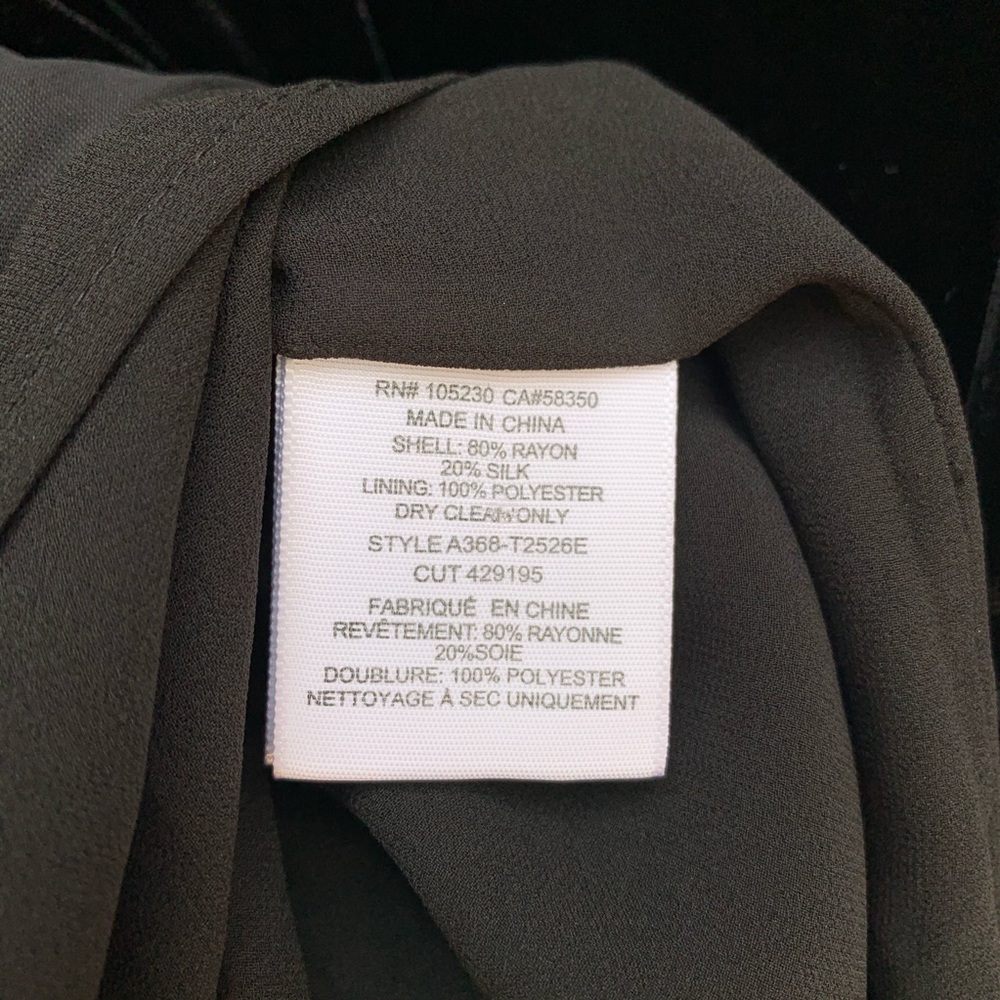 RN# 105230 CA#58350
MADE IN CHINA
SHELL: 80% RAYON
20% SILK
LINING: 100% POLYESTER
DRY CLEAN ONLY
STYLE A368-T2526E
CUT 429195
FABRIQUÉ EN CHINE
REVÊTEMENT: 80% RAYONNE
20%SOIE
DOUBLURE: 100% POLYESTER
NETTOYAGE À SEC UNIQUEMENT